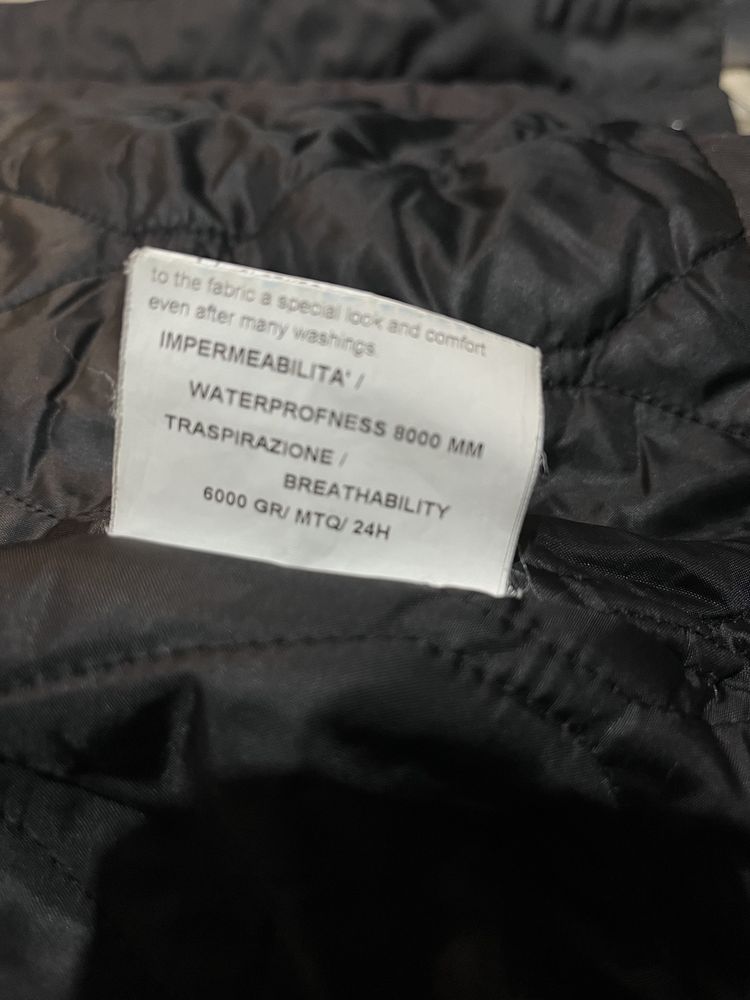 to the fabric a special look and comfort
even after many washings.
IMPERMEABILITA' /
WATERPROFNESS 8000 MM
TRASPIRAZIONE /
BREATHABILITY
6000 GR/ MTQ/ 24H